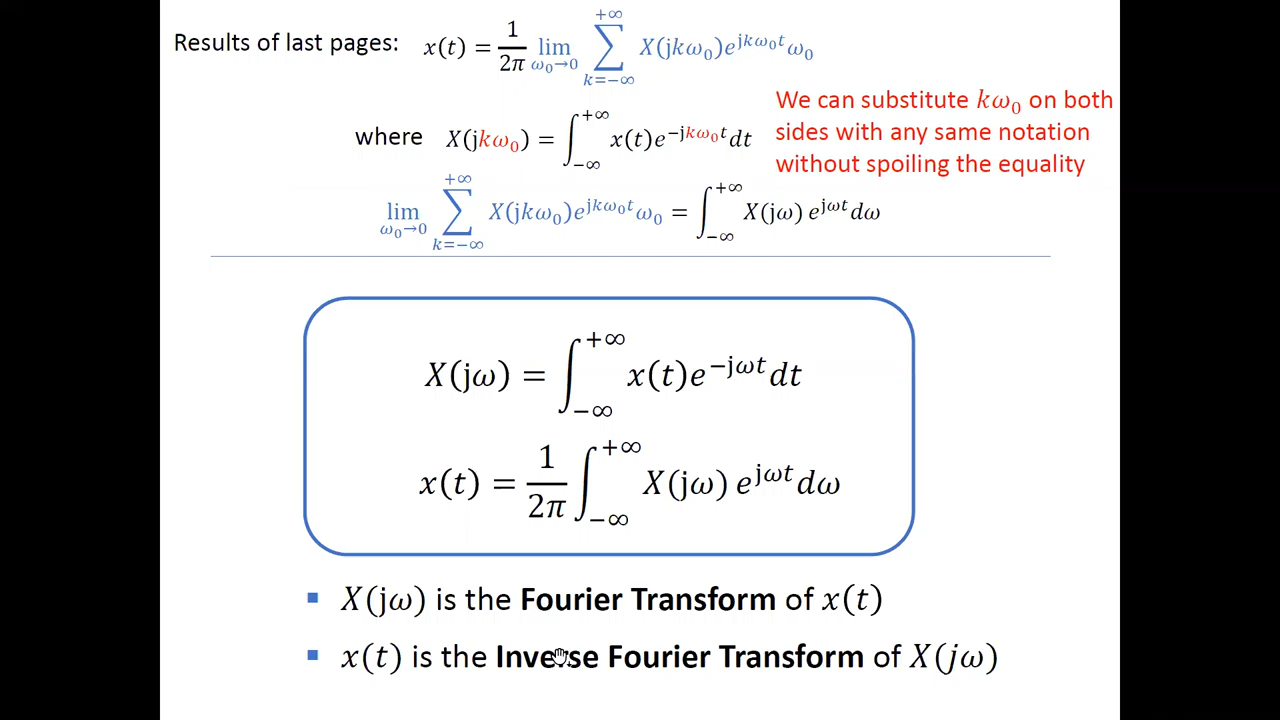 Results of last pages: x(t) = 1/2π lim_{ω₀→0} ∑_{k=−∞}^{+∞} X(jkω₀)e^{jkω₀t}ω₀
We can substitute kω₀ on both
where X(jkω₀) = ∫_{−∞}^{+∞} x(t)e^{−jkω₀t}dt
sides with any same notation
without spoiling the equality
lim_{ω₀→0} ∑_{k=−∞}^{+∞} X(jkω₀)e^{jkω₀t}ω₀ = ∫_{−∞}^{+∞} X(jω) e^{jωt}dω
X(jω) = ∫_{−∞}^{+∞} x(t)e^{−jωt}dt
x(t) = 1/2π ∫_{−∞}^{+∞} X(jω) e^{jωt}dω
▪ X(jω) is the Fourier Transform of x(t)
▪ x(t) is the Inverse Fourier Transform of X(jω)